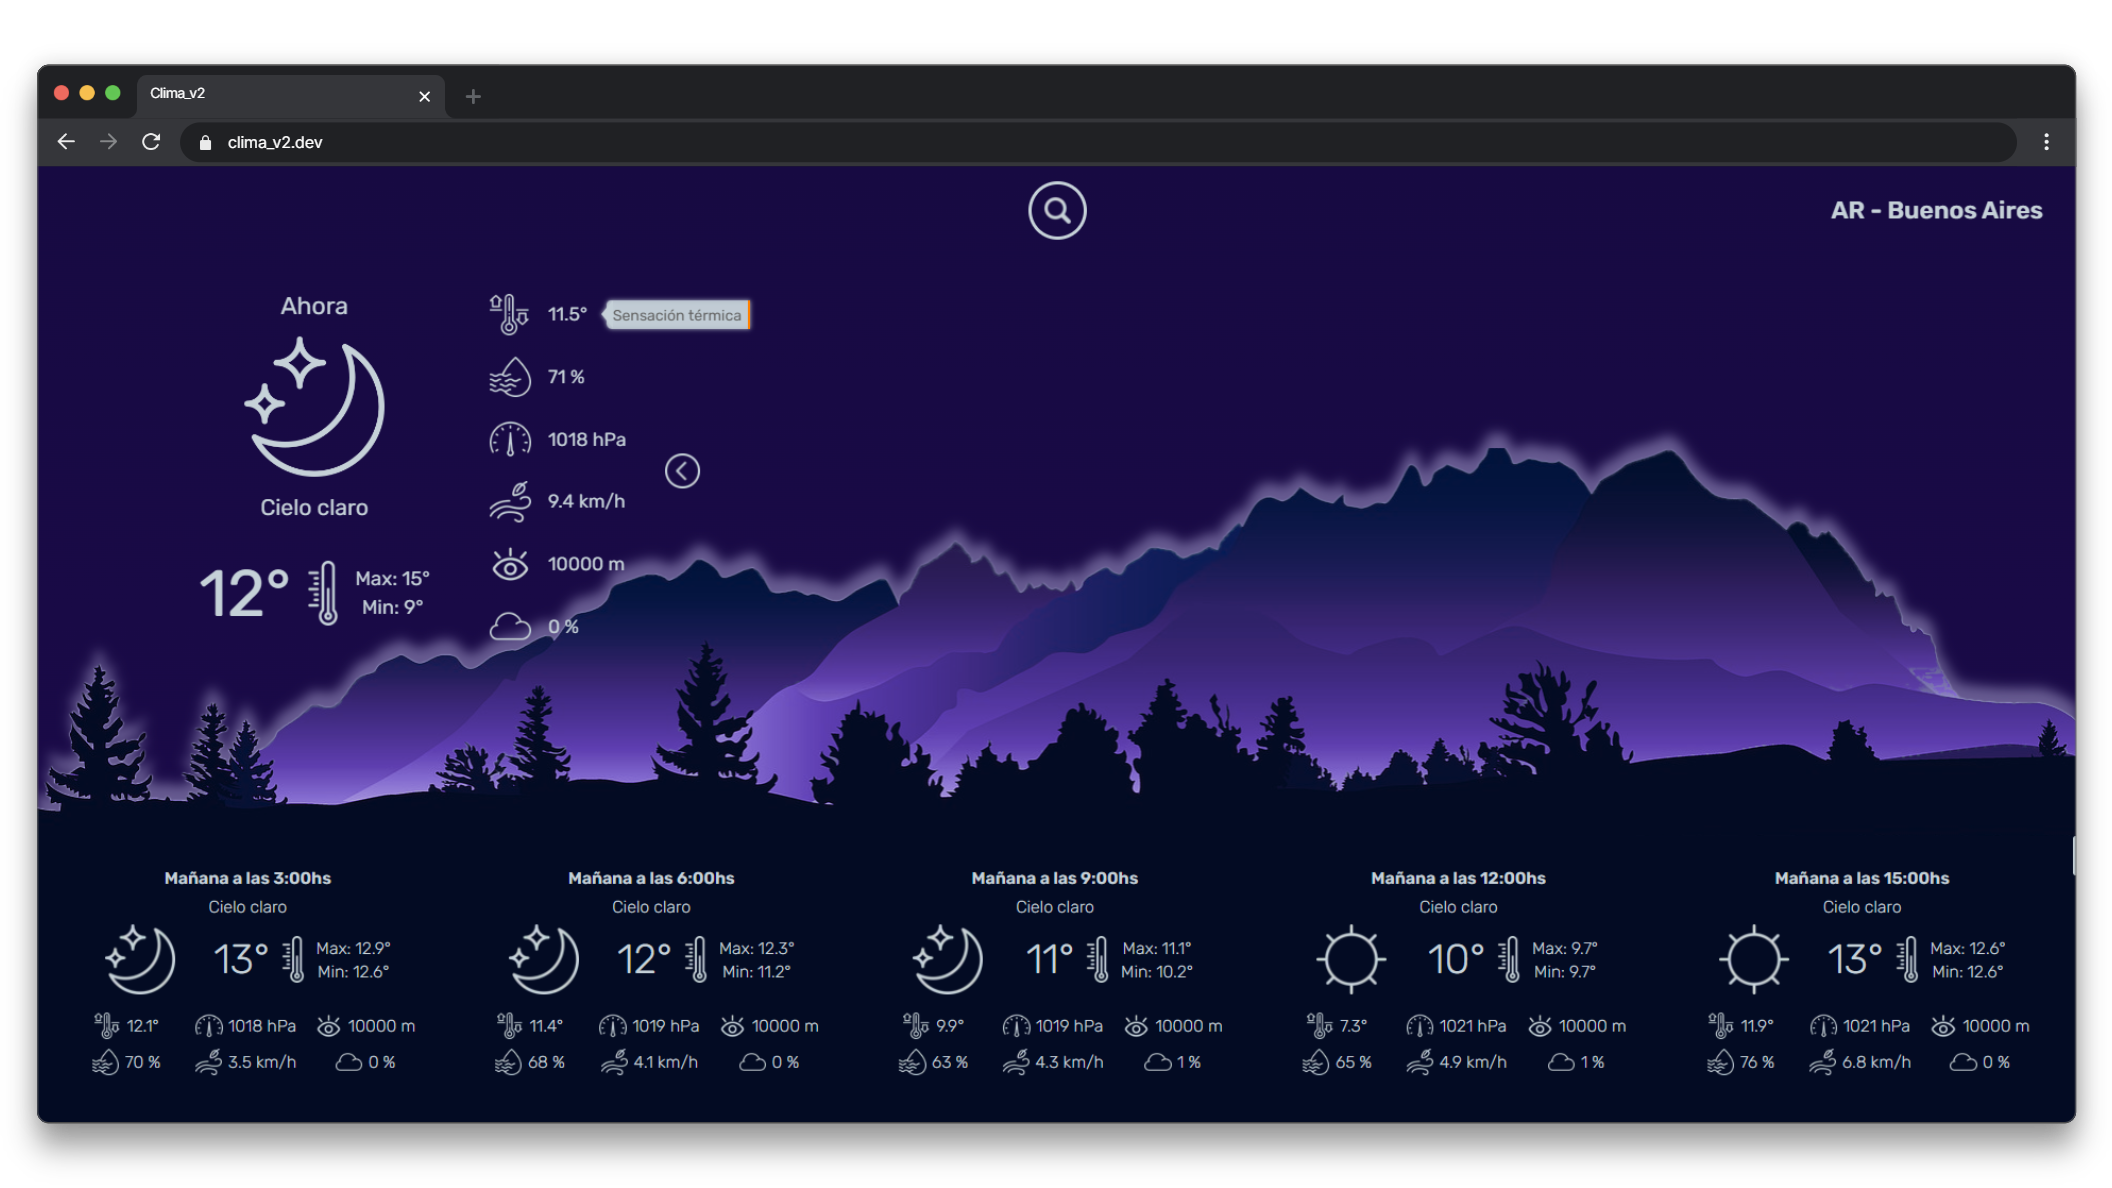 Clima_v2
clima_v2.dev
AR - Buenos Aires
Ahora
Cielo claro
12°
Max: 15°
Min: 9°
11.5°
Sensación térmica
71 %
1018 hPa
9.4 km/h
10000 m
0 %
Mañana a las 3:00hs
Cielo claro
13°
Max: 12.9°
Min: 12.6°
12.1° 1018 hPa 10000 m
70 % 3.5 km/h 0 %
Mañana a las 6:00hs
Cielo claro
12°
Max: 12.3°
Min: 11.2°
11.4° 1019 hPa 10000 m
68 % 4.1 km/h 0 %
Mañana a las 9:00hs
Cielo claro
11°
Max: 11.1°
Min: 10.2°
9.9° 1019 hPa 10000 m
63 % 4.3 km/h 1 %
Mañana a las 12:00hs
Cielo claro
10°
Max: 9.7°
Min: 9.7°
7.3° 1021 hPa 10000 m
65 % 4.9 km/h 1 %
Mañana a las 15:00hs
Cielo claro
13°
Max: 12.6°
Min: 12.6°
11.9° 1021 hPa 10000 m
76 % 6.8 km/h 0 %